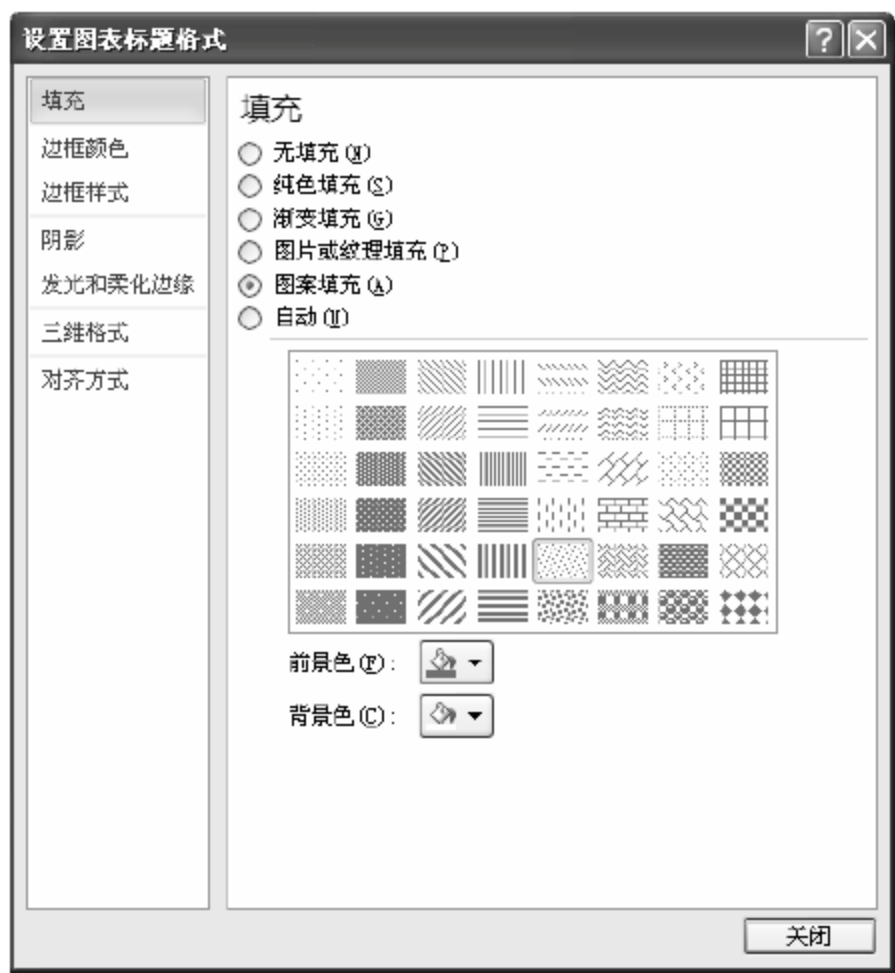 设置图表标题格式
填充
边框颜色
边框样式
阴影
发光和柔化边缘
三维格式
对齐方式
填充
无填充(N)
纯色填充(S)
渐变填充(G)
图片或纹理填充(P)
图案填充(A)
自动(U)
前景色(F):
背景色(C):
关闭